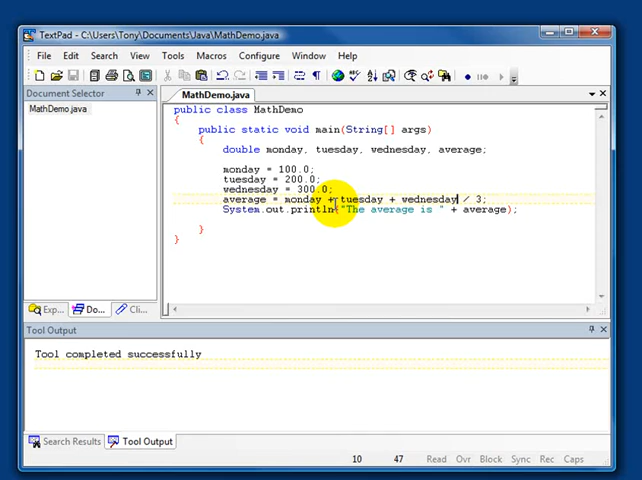 TextPad - C:\Users\Tony\Documents\Java\MathDemo.java
File Edit Search View Tools Macros Configure Window Help
Document Selector
MathDemo.java
MathDemo.java
public class MathDemo
{
public static void main(String[] args)
{
double monday, tuesday, wednesday, average;
monday = 100.0;
tuesday = 200.0;
wednesday = 300.0;
average = monday + tuesday + wednesday / 3;
System.out.println("The average is " + average);
}
}
Exp... Do... Cli...
Tool Output
Tool completed successfully
Search Results Tool Output
10 47 Read Ovr Block Sync Rec Caps